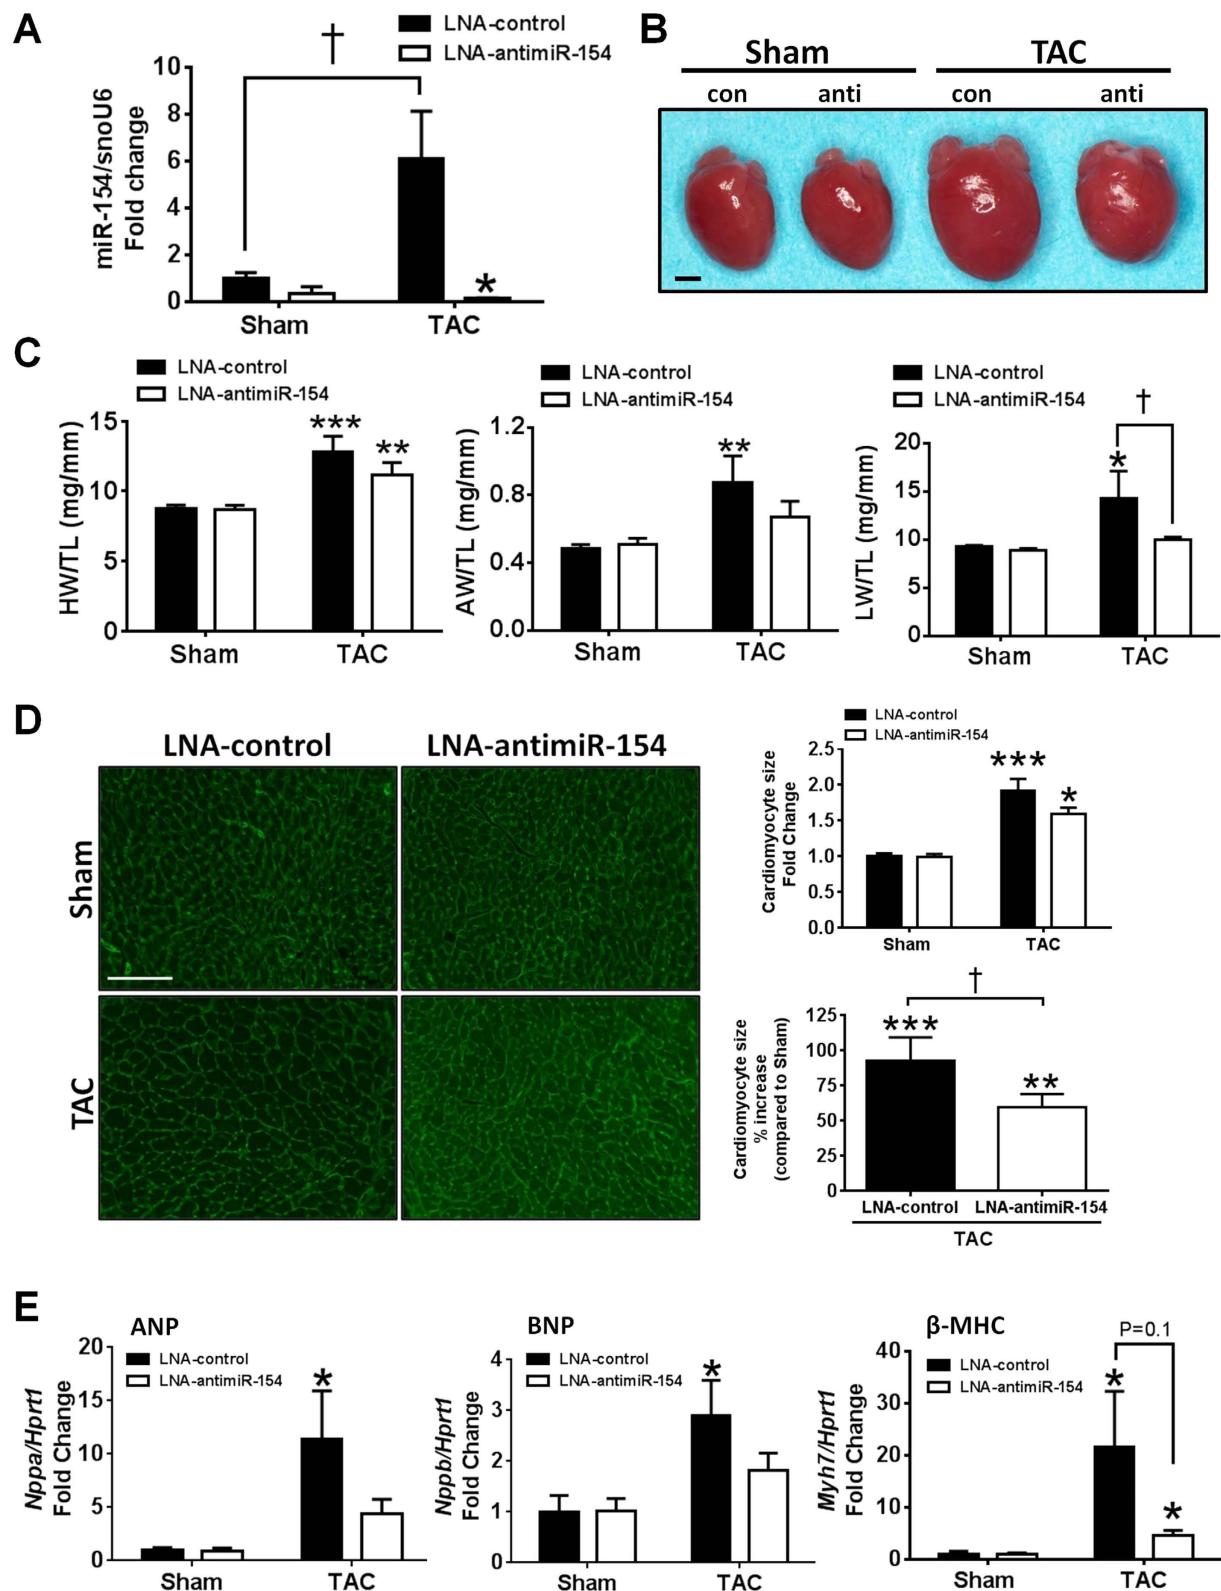 A
LNA-control
LNA-antimiR-154
†
miR-154/snoU6
Fold change
10
8
6
4
2
0
*
Sham
TAC
B
Sham
TAC
con
anti
con
anti
C
LNA-control
LNA-antimiR-154
HW/TL (mg/mm)
15
10
5
0
***
**
Sham
TAC
LNA-control
LNA-antimiR-154
AW/TL (mg/mm)
1.2
0.8
0.4
0.0
**
Sham
TAC
LNA-control
LNA-antimiR-154
LW/TL (mg/mm)
20
15
10
5
0
†
*
Sham
TAC
D
LNA-control
LNA-antimiR-154
Sham
TAC
LNA-control
LNA-antimiR-154
Cardiomyocyte size
Fold Change
2.5
2.0
1.5
1.0
0.5
0.0
***
*
Sham
TAC
Cardiomyocyte size
% increase
(compared to Sham)
125
100
75
50
25
0
†
***
**
LNA-control
LNA-antimiR-154
TAC
E
ANP
LNA-control
LNA-antimiR-154
Nppa/Hprt1
Fold Change
20
15
10
5
0
*
Sham
TAC
BNP
LNA-control
LNA-antimiR-154
Nppb/Hprt1
Fold Change
4
3
2
1
0
*
Sham
TAC
β-MHC
LNA-control
LNA-antimiR-154
Myh7/Hprt1
Fold Change
40
30
20
10
0
P=0.1
*
*
Sham
TAC